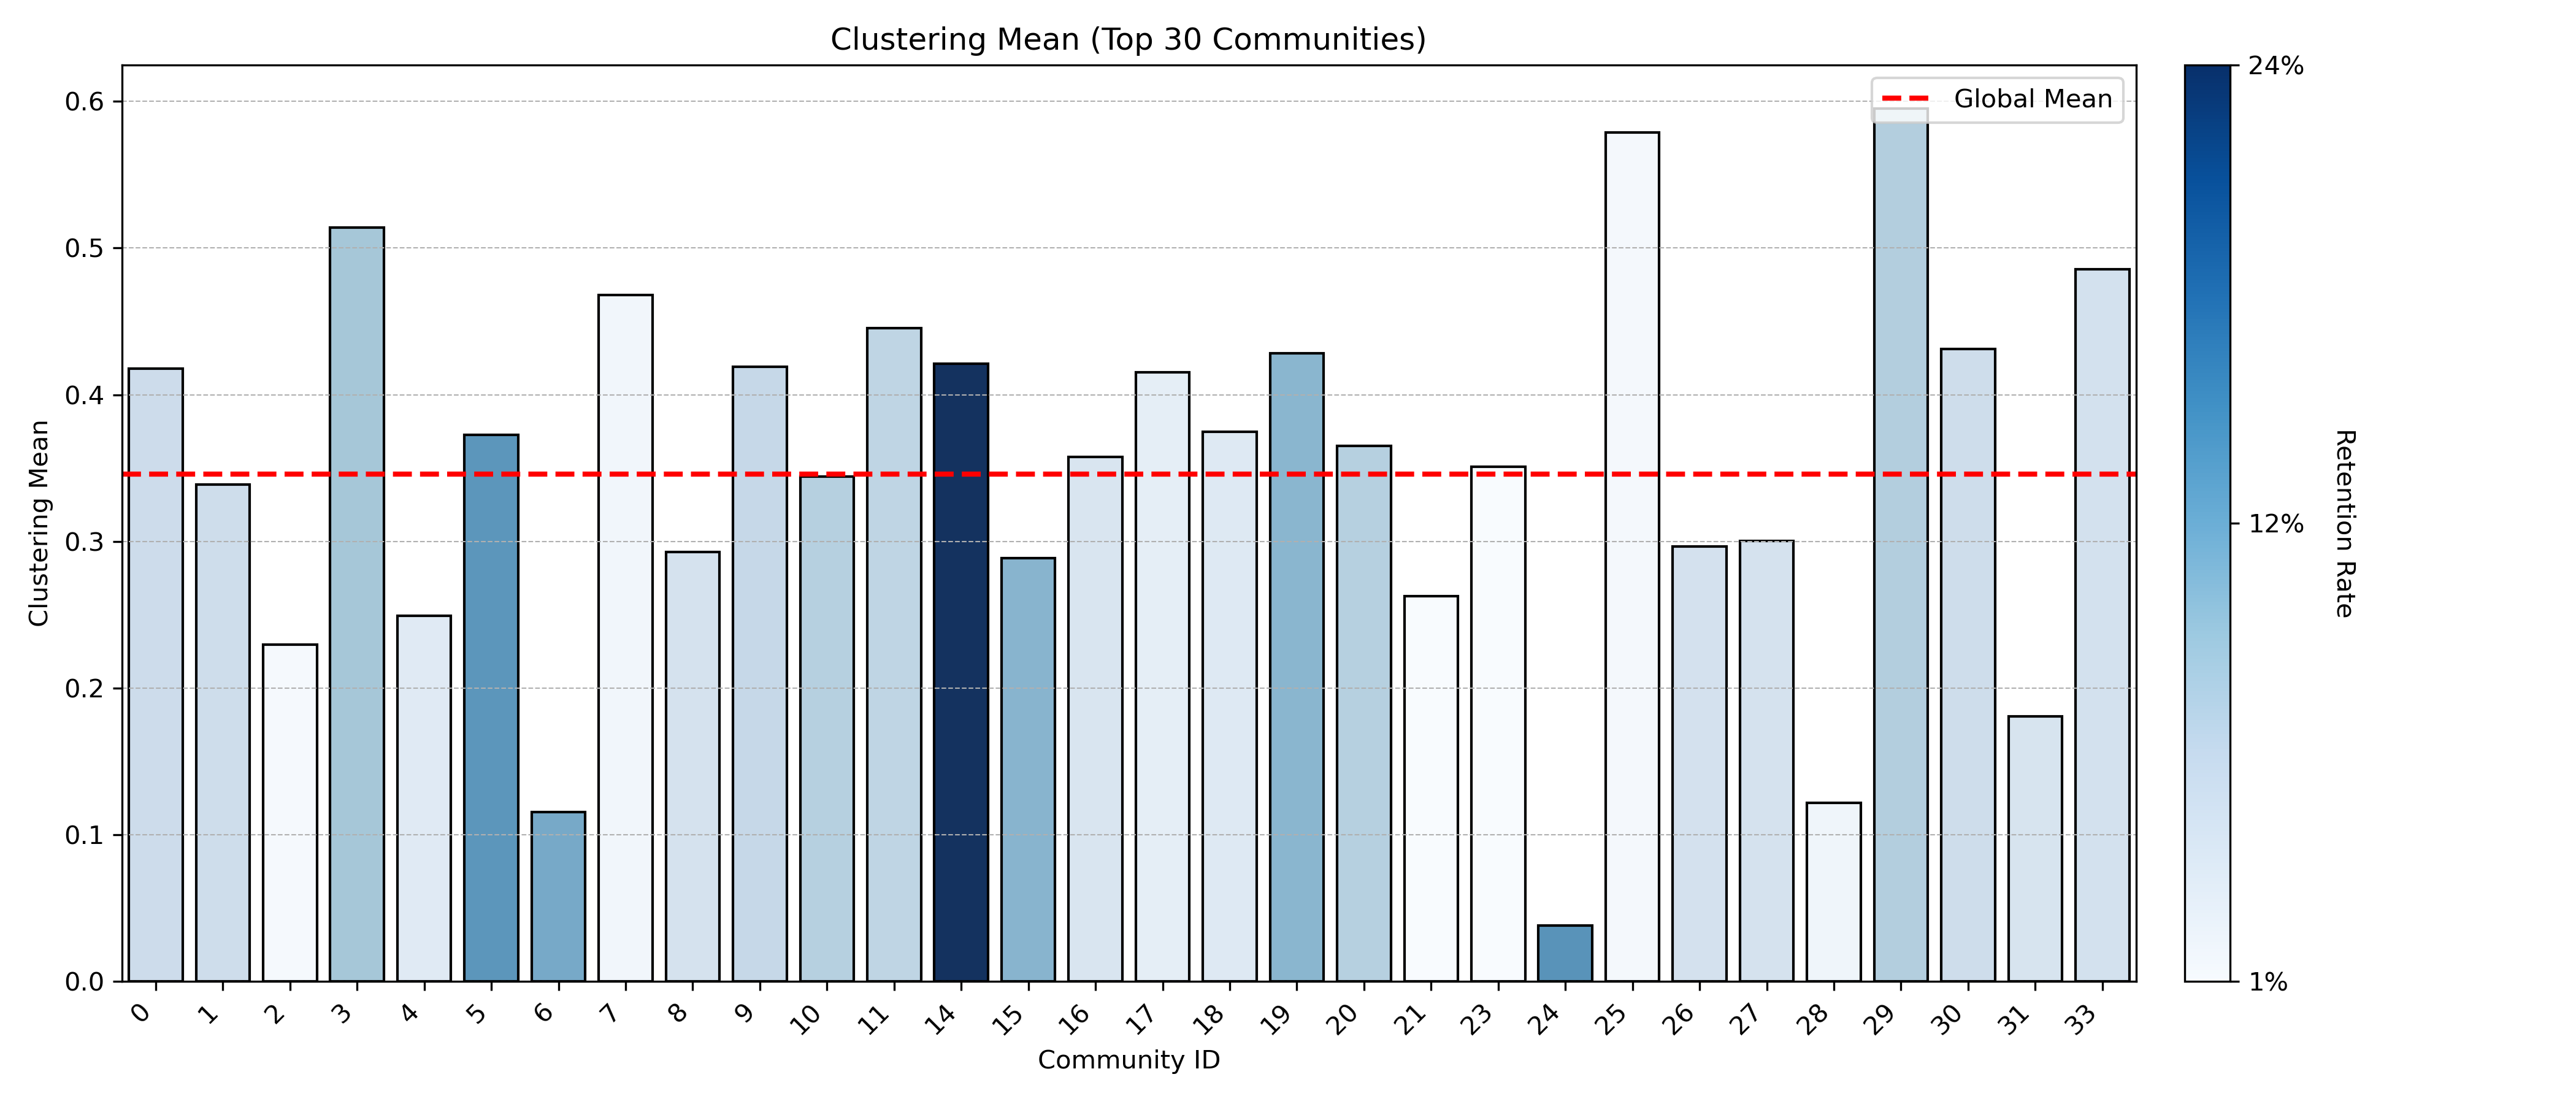 Clustering Mean (Top 30 Communities)
Global Mean
Clustering Mean
0.6
0.5
0.4
0.3
0.2
0.1
0.0
0 1 2 3 4 5 6 7 8 9 10 11 14 15 16 17 18 19 20 21 23 24 25 26 27 28 29 30 31 33
Community ID
24%
12%
1%
Retention Rate